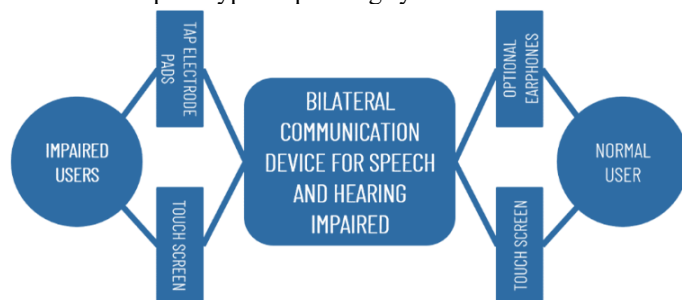 TAP ELECTRODE
PADS
OPTIONAL
EARPHONES
IMPAIRED
USERS
BILATERAL
COMMUNICATION
DEVICE FOR SPEECH
AND HEARING
IMPAIRED
NORMAL
USER
TOUCH SCREEN
TOUCH SCREEN